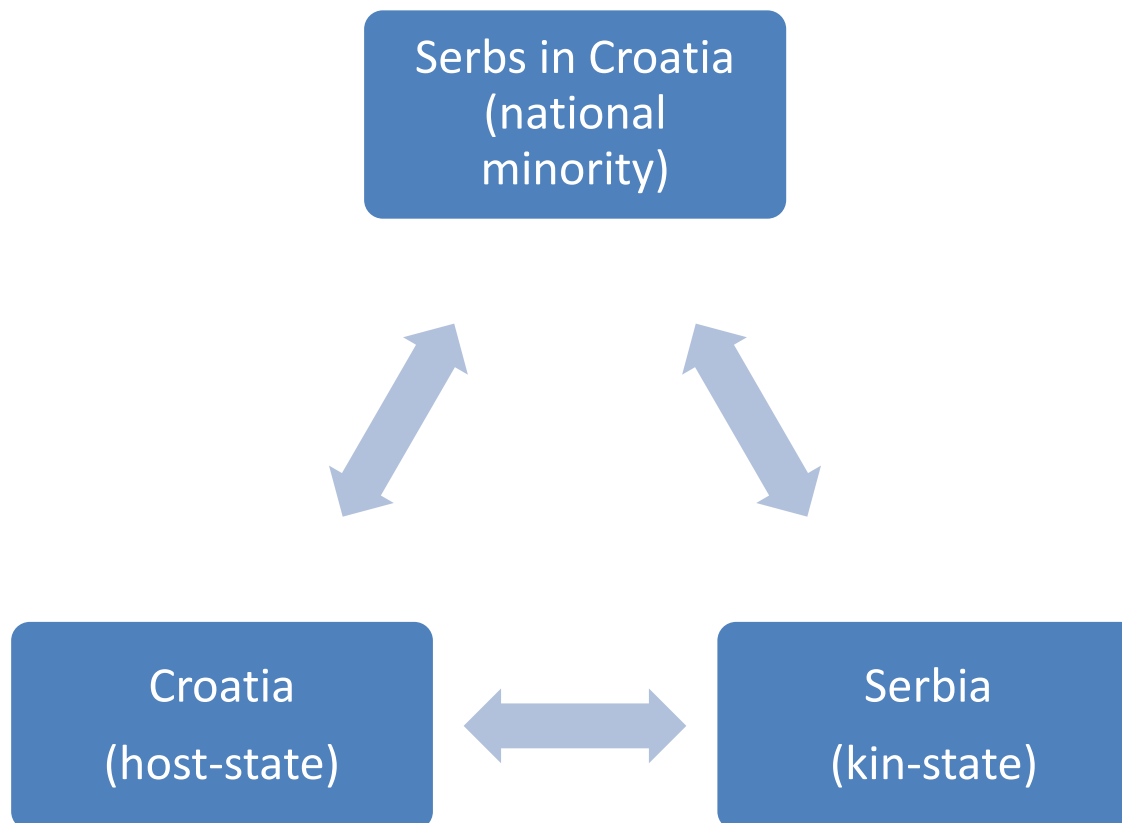 Serbs in Croatia
(national
minority)
Croatia
(host-state)
Serbia
(kin-state)